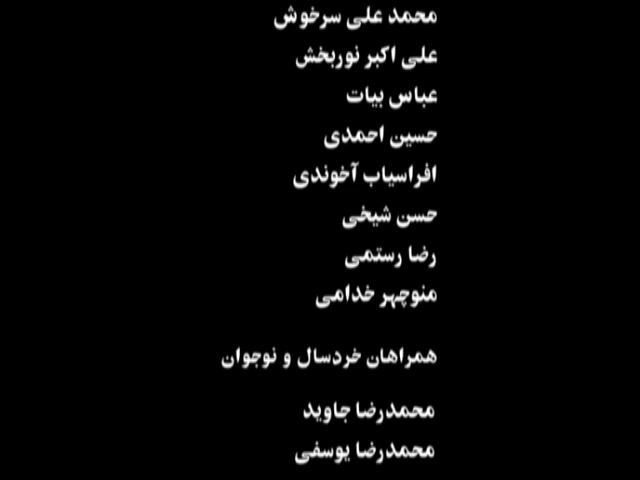 محمد علی سرخوش
علی اکبر نوربخش
عباس بیات
حسین احمدی
افراسیاب آخوندی
حسن شیخی
رضا رستمی
منوچهر خدامی
همراهان خردسال و نوجوان
محمدرضا جاوید
محمدرضا یوسفی